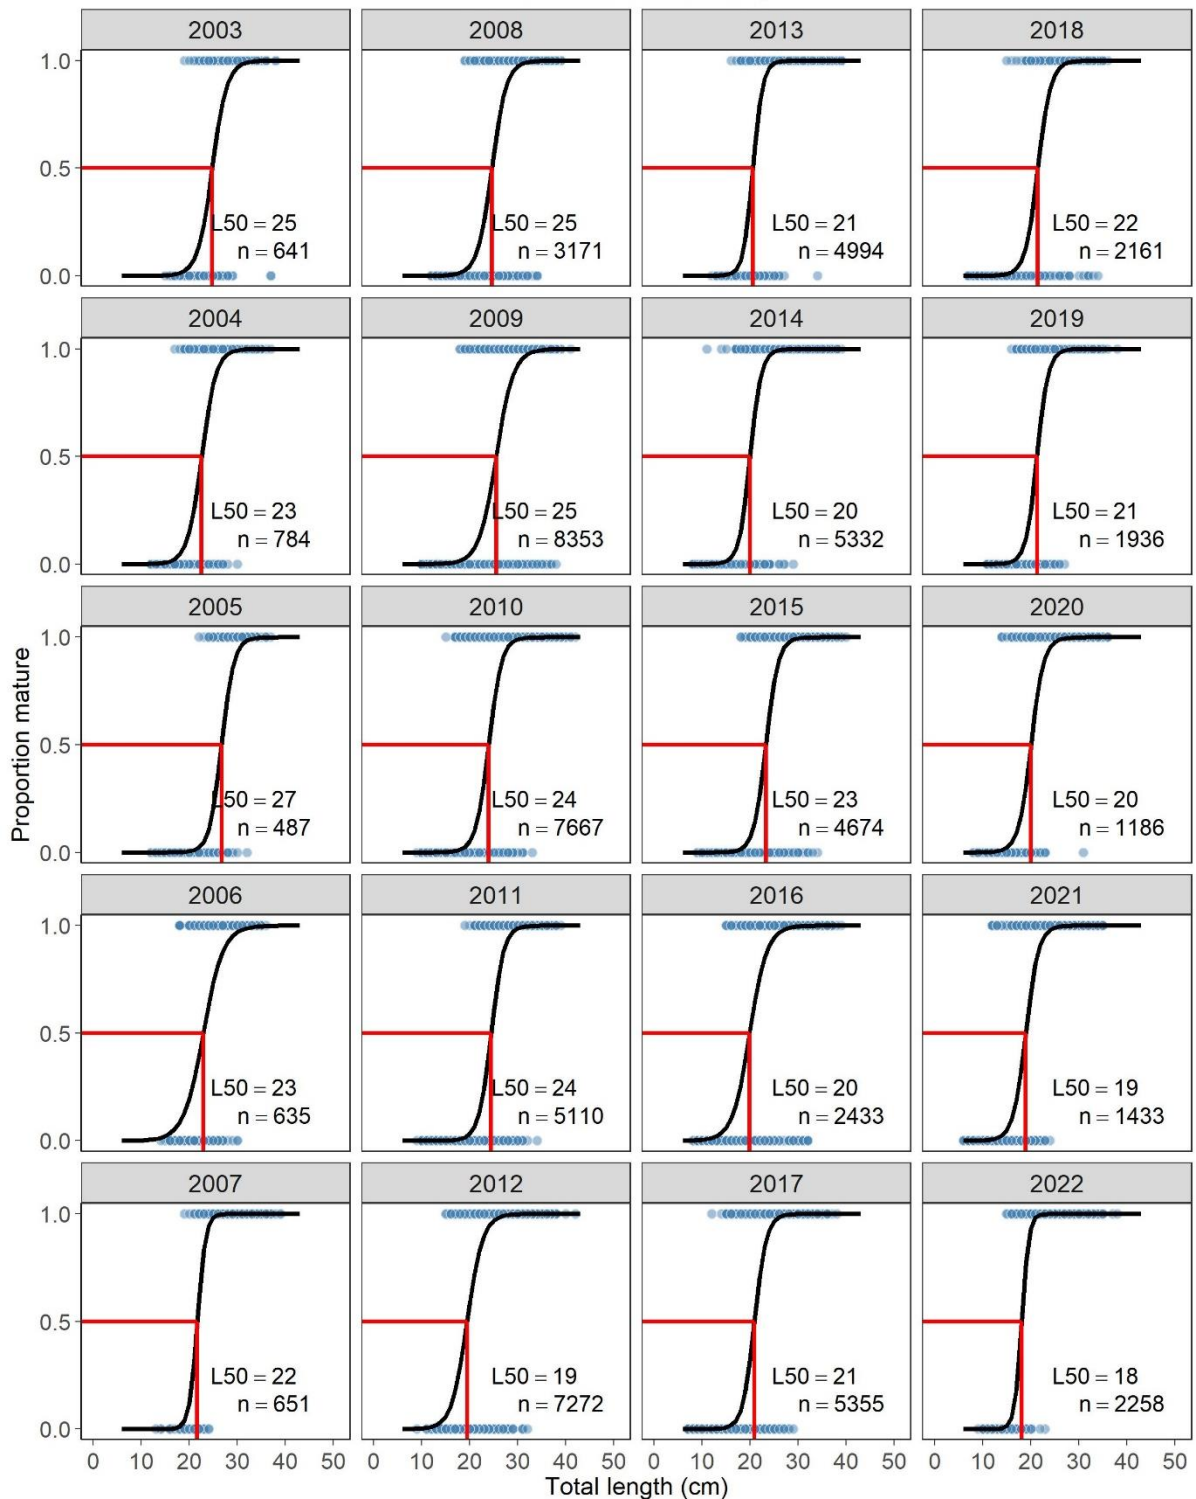 2003 2008 2013 2018
1.0
0.5
0.0
L50 = 25 L50 = 25 L50 = 21 L50 = 22
n = 641 n = 3171 n = 4994 n = 2161
2004 2009 2014 2019
1.0
0.5
0.0
L50 = 23 L50 = 25 L50 = 20 L50 = 21
n = 784 n = 8353 n = 5332 n = 1936
2005 2010 2015 2020
1.0
0.5
0.0
L50 = 27 L50 = 24 L50 = 23 L50 = 20
n = 487 n = 7667 n = 4674 n = 1186
Proportion mature
2006 2011 2016 2021
1.0
0.5
0.0
L50 = 23 L50 = 24 L50 = 20 L50 = 19
n = 635 n = 5110 n = 2433 n = 1433
2007 2012 2017 2022
1.0
0.5
0.0
L50 = 22 L50 = 19 L50 = 21 L50 = 18
n = 651 n = 7272 n = 5355 n = 2258
0 10 20 30 40 50 0 10 20 30 40 50 0 10 20 30 40 50 0 10 20 30 40 50
Total length (cm)